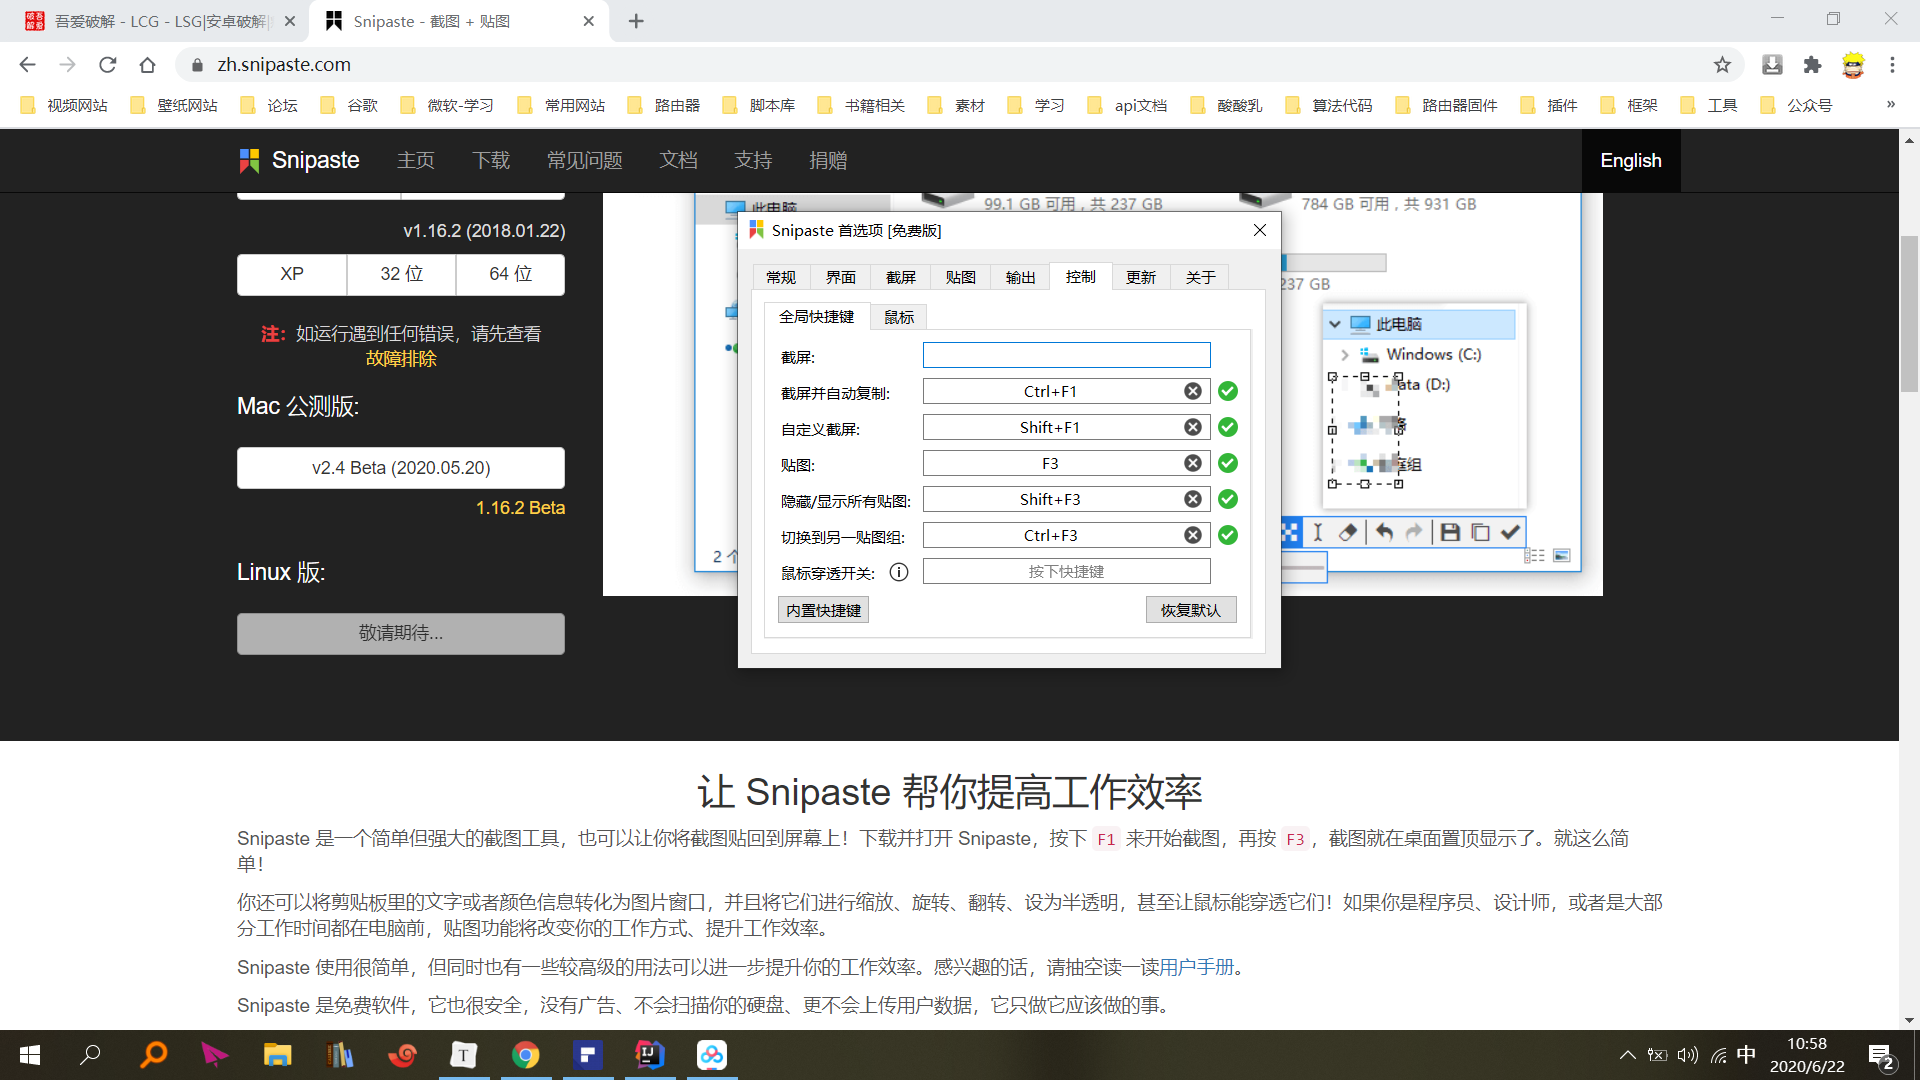 吾爱破解 - LCG - LSG|安卓破解|
Snipaste - 截图 + 贴图
zh.snipaste.com
视频网站 壁纸网站 论坛 谷歌 微软-学习 常用网站 路由器 脚本库 书籍相关 素材 学习 api文档 酸酸乳 算法代码 路由器固件 插件 框架 工具 公众号 »
Snipaste 主页 下载 常见问题 文档 支持 捐赠 English
v1.16.2 (2018.01.22)
XP 32 位 64 位
注: 如运行遇到任何错误，请先查看
故障排除
Mac 公测版:
v2.4 Beta (2020.05.20)
1.16.2 Beta
Linux 版:
敬请期待...
此电脑
99.1 GB 可用，共 237 GB
784 GB 可用，共 931 GB
237 GB
此电脑
Windows (C:)
ata (D:)
组
2 个
Snipaste 首选项 [免费版]
常规 界面 截屏 贴图 输出 控制 更新 关于
全局快捷键 鼠标
截屏:
截屏并自动复制: Ctrl+F1
自定义截屏: Shift+F1
贴图: F3
隐藏/显示所有贴图: Shift+F3
切换到另一贴图组: Ctrl+F3
鼠标穿透开关: 按下快捷键
内置快捷键 恢复默认
让 Snipaste 帮你提高工作效率
Snipaste 是一个简单但强大的截图工具，也可以让你将截图贴回到屏幕上！下载并打开 Snipaste，按下 F1 来开始截图，再按 F3，截图就在桌面置顶显示了。就这么简
单！
你还可以将剪贴板里的文字或者颜色信息转化为图片窗口，并且将它们进行缩放、旋转、翻转、设为半透明，甚至让鼠标能穿透它们！如果你是程序员、设计师，或者是大部
分工作时间都在电脑前，贴图功能将改变你的工作方式、提升工作效率。
Snipaste 使用很简单，但同时也有一些较高级的用法可以进一步提升你的工作效率。感兴趣的话，请抽空读一读用户手册。
Snipaste 是免费软件，它也很安全，没有广告、不会扫描你的硬盘、更不会上传用户数据，它只做它应该做的事。
中
10:58
2020/6/22
2